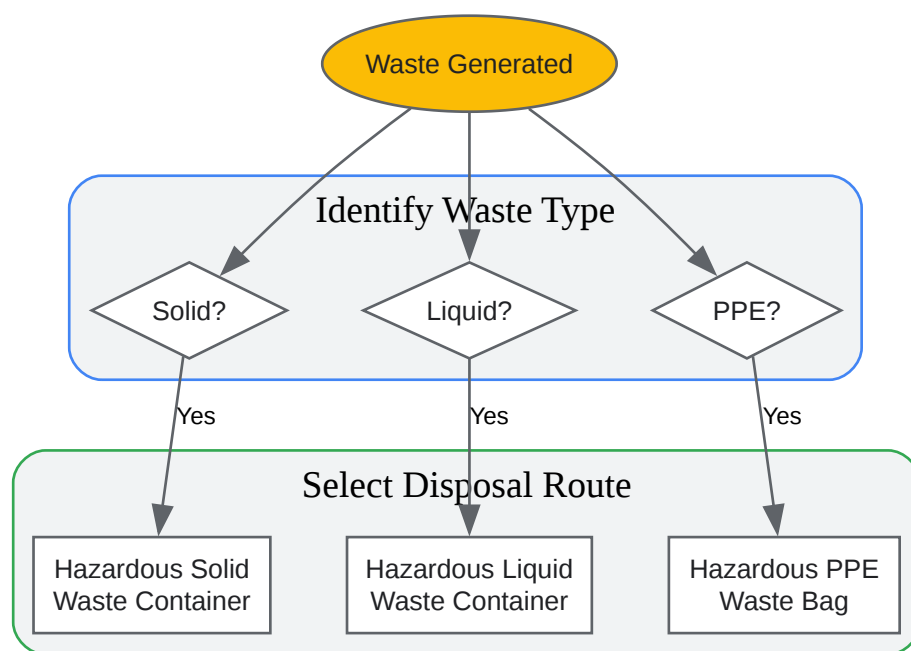 Waste Generated
Identify Waste Type
Solid?
Liquid?
PPE?
Yes
Yes
Yes
Select Disposal Route
Hazardous Solid
Waste Container
Hazardous Liquid
Waste Container
Hazardous PPE
Waste Bag